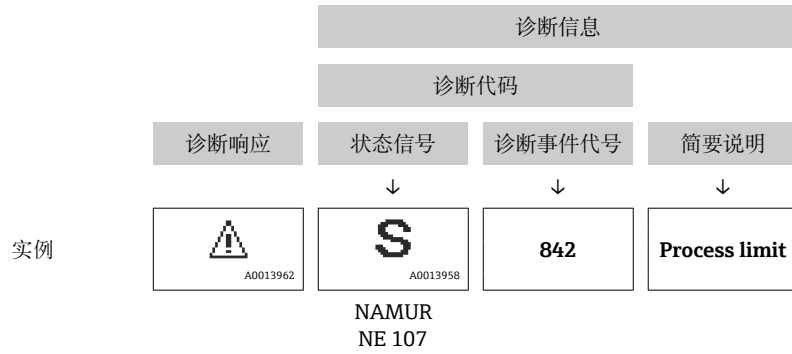 诊断信息
诊断代码
诊断响应 状态信号 诊断事件代号 简要说明
↓ ↓ ↓
实例 A0013962 S A0013958 842 Process limit
NAMUR
NE 107